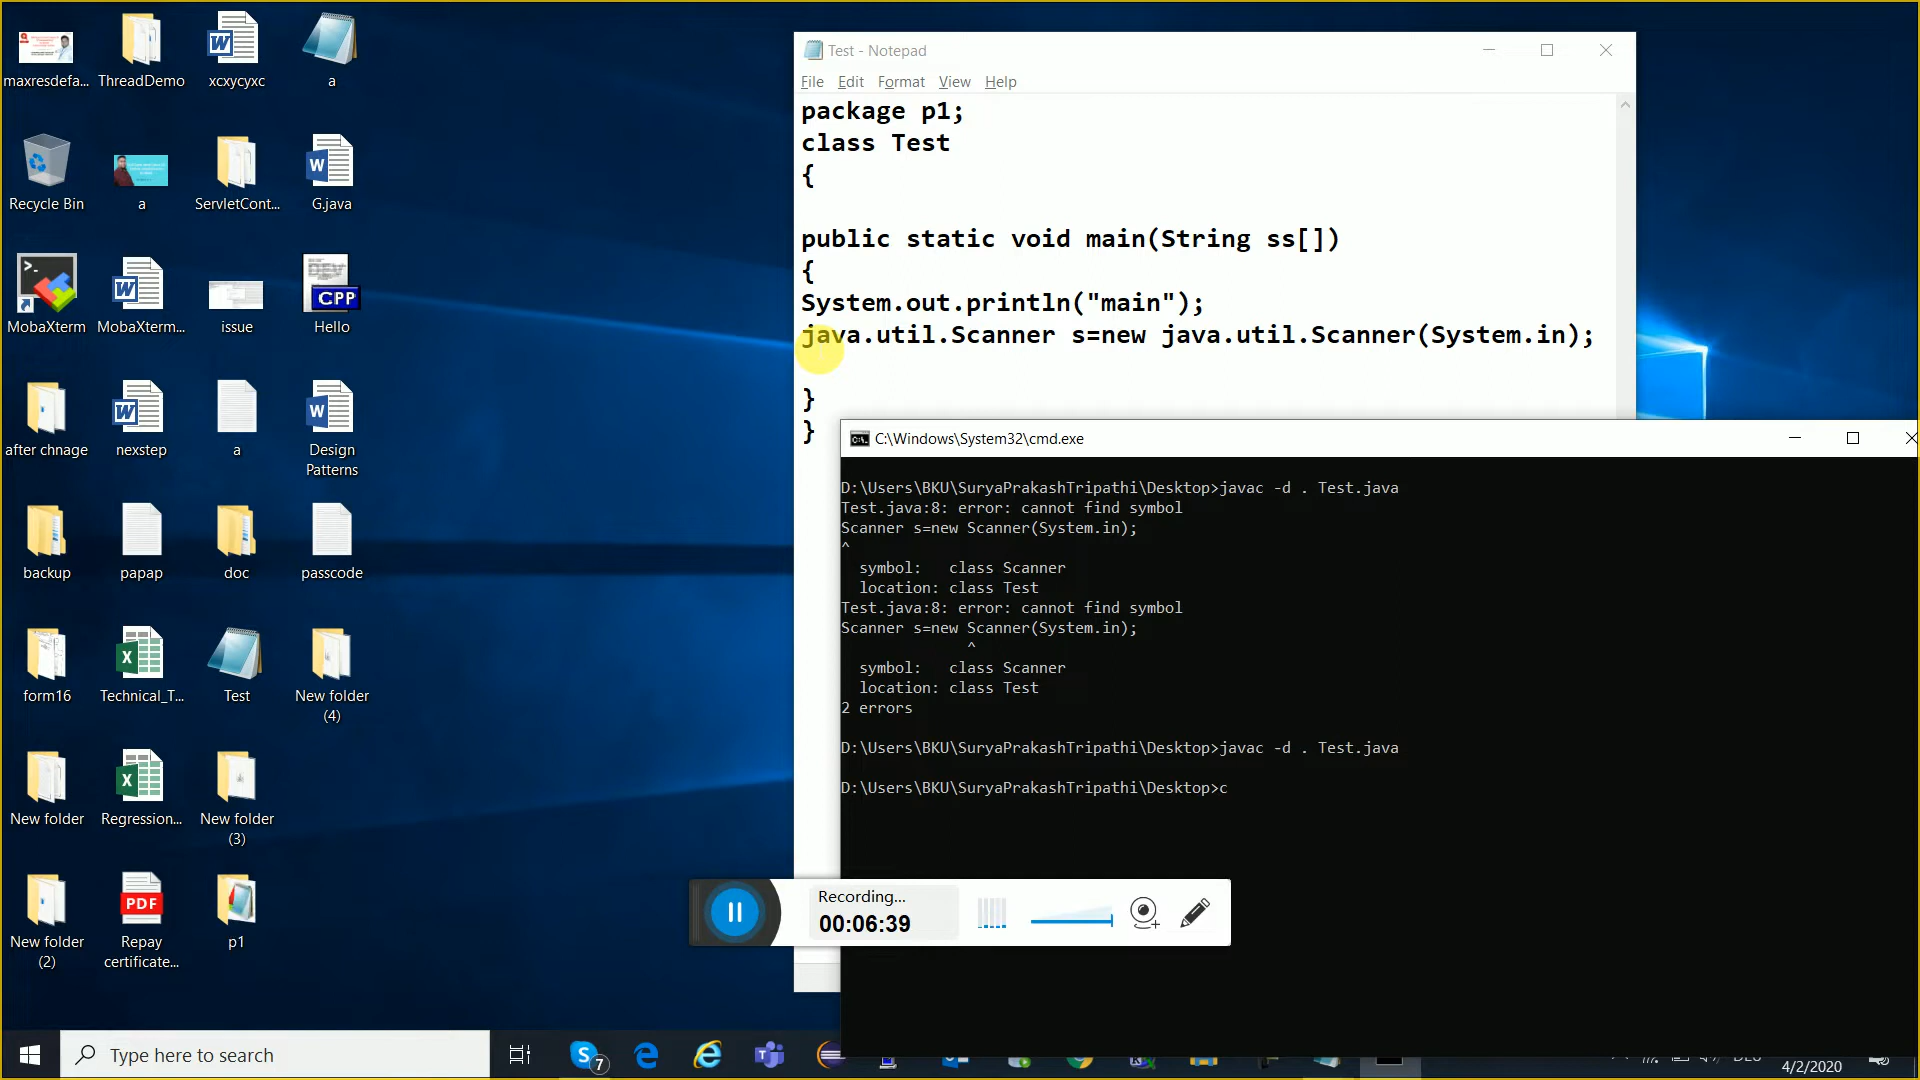 maxresdefa...
ThreadDemo
xcxycyxc
a
Recycle Bin
a
ServletCont...
G.java
MobaXterm
MobaXterm...
issue
Hello
CPP
after chnage
nexstep
a
Design
Patterns
backup
papap
doc
passcode
form16
Technical_T...
Test
New folder
(4)
New folder
Regression...
New folder
(3)
New folder
(2)
PDF
Repay
certificate...
p1
Test - Notepad
File Edit Format View Help
package p1;
class Test
{
public static void main(String ss[])
{
System.out.println("main");
java.util.Scanner s=new java.util.Scanner(System.in);
}
}
C:\Windows\System32\cmd.exe
D:\Users\BKU\SuryaPrakashTripathi\Desktop>javac -d . Test.java
Test.java:8: error: cannot find symbol
Scanner s=new Scanner(System.in);
^
symbol:   class Scanner
location: class Test
Test.java:8: error: cannot find symbol
Scanner s=new Scanner(System.in);
^
symbol:   class Scanner
location: class Test
2 errors
D:\Users\BKU\SuryaPrakashTripathi\Desktop>javac -d . Test.java
D:\Users\BKU\SuryaPrakashTripathi\Desktop>c
Recording...
00:06:39
Type here to search
7
4/2/2020